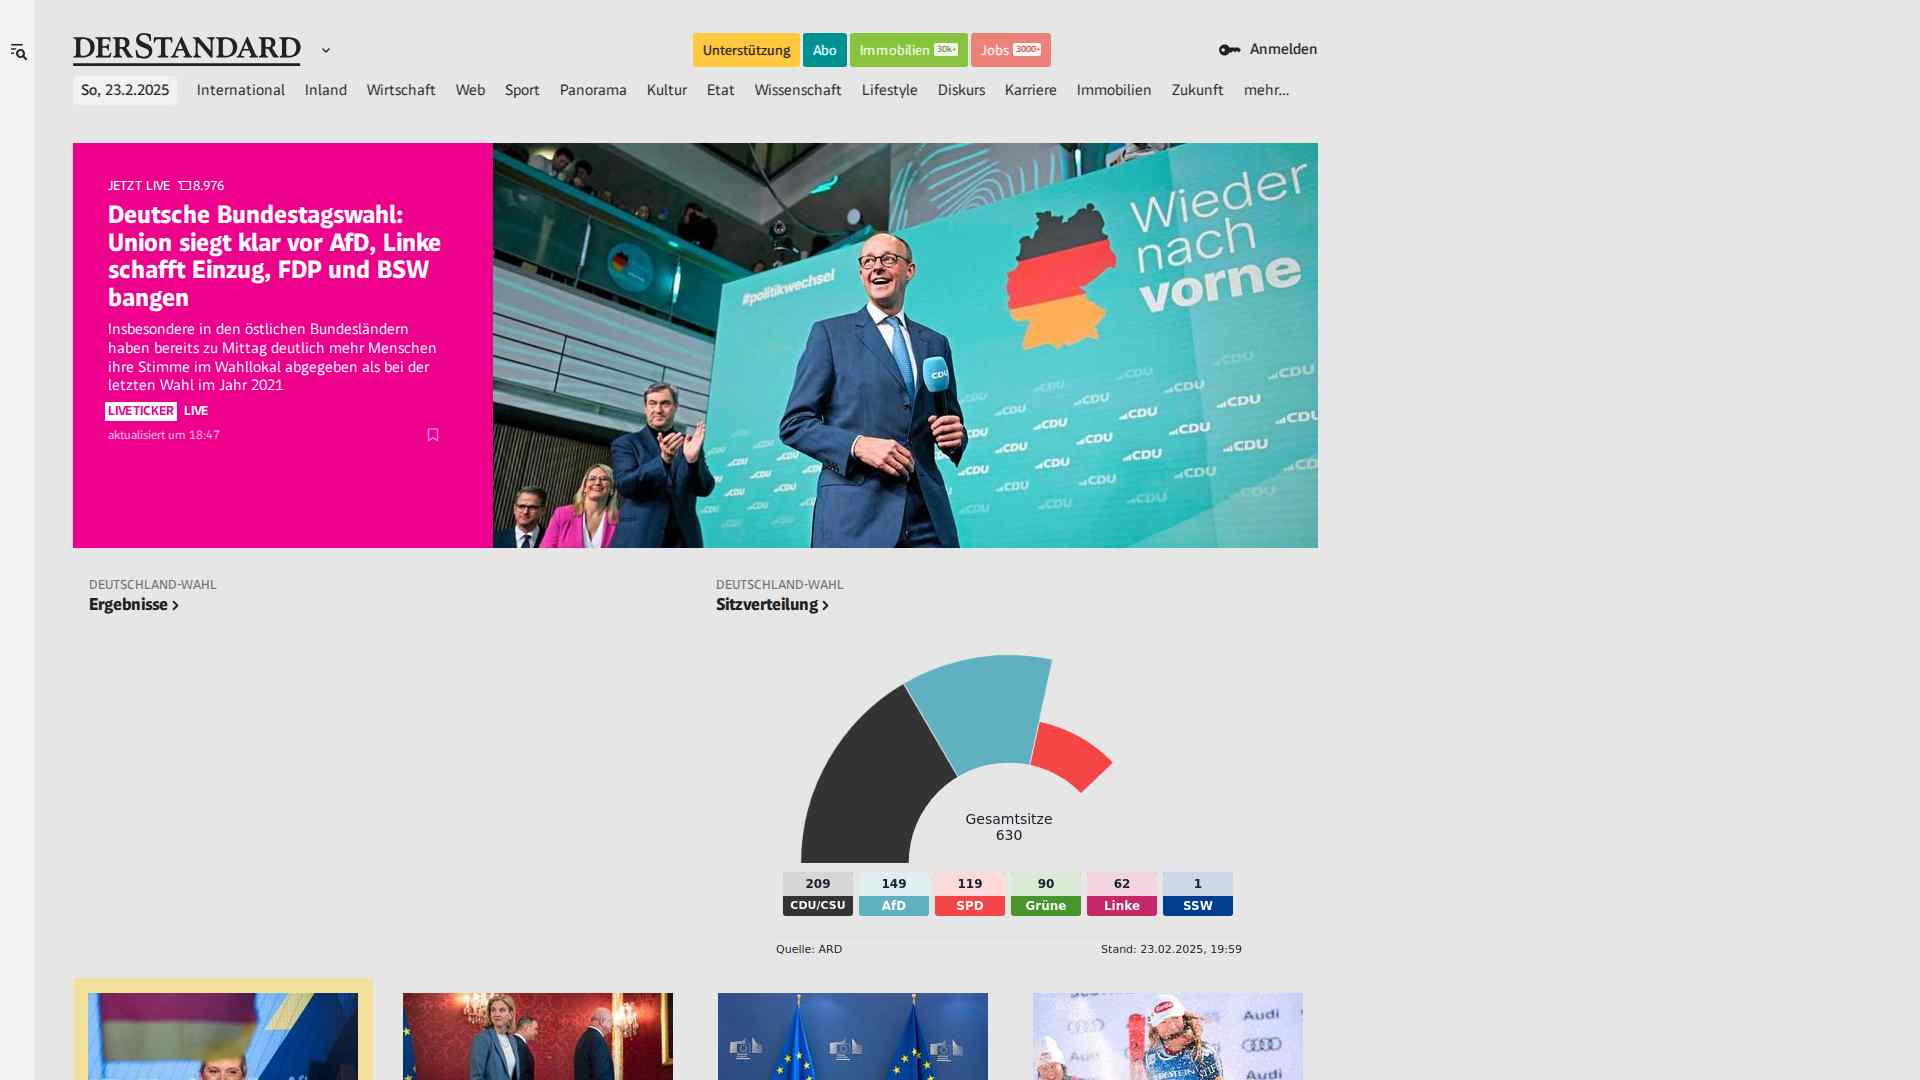 DERSTANDARD
Unterstützung
Abo
Immobilien 30k+
Jobs 3000+
Anmelden
So, 23.2.2025
International
Inland
Wirtschaft
Web
Sport
Panorama
Kultur
Etat
Wissenschaft
Lifestyle
Diskurs
Karriere
Immobilien
Zukunft
mehr...
JETZT LIVE 8.976
Deutsche Bundestagswahl:
Union siegt klar vor AfD, Linke
schafft Einzug, FDP und BSW
bangen
Insbesondere in den östlichen Bundesländern
haben bereits zu Mittag deutlich mehr Menschen
ihre Stimme im Wahllokal abgegeben als bei der
letzten Wahl im Jahr 2021
LIVETICKER LIVE
aktualisiert um 18:47
#politikwechsel
Wieder
nach
vorne
CDU
DEUTSCHLAND-WAHL
Ergebnisse
DEUTSCHLAND-WAHL
Sitzverteilung
Gesamtsitze
630
209 149 119 90 62 1
CDU/CSU AfD SPD Grüne Linke SSW
Quelle: ARD
Stand: 23.02.2025, 19:59
Audi
Audi